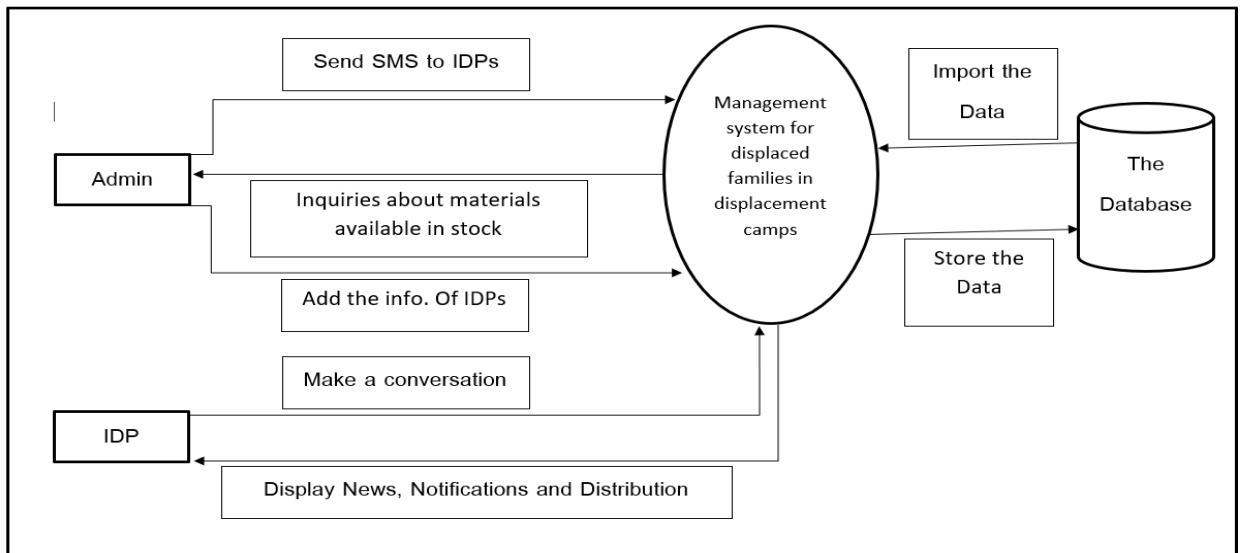 Send SMS to IDPs
Admin
Inquiries about materials
available in stock
Add the info. Of IDPs
Management
system for
displaced
families in
displacement
camps
Import the
Data
The
Database
Store the
Data
Make a conversation
IDP
Display News, Notifications and Distribution